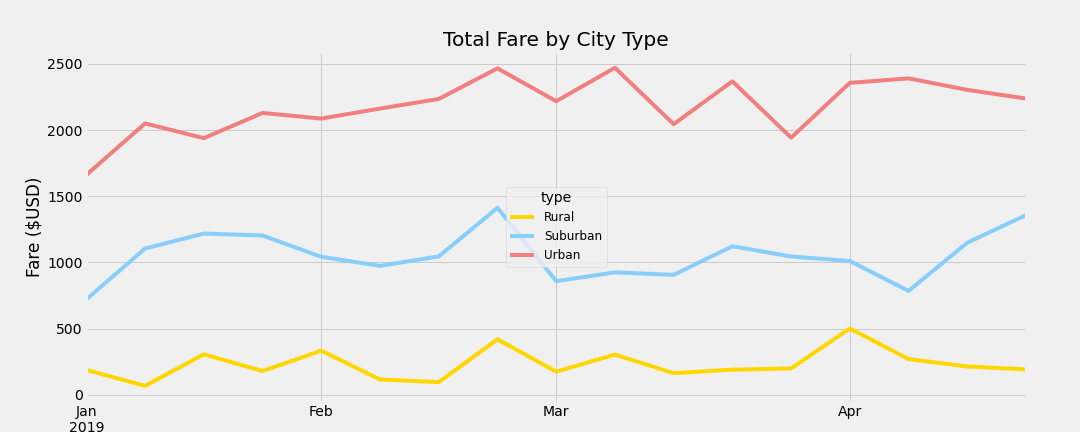 Total Fare by City Type
Fare ($USD)
2500
2000
1500
1000
500
0
type
Rural
Suburban
Urban
Jan
2019
Feb
Mar
Apr